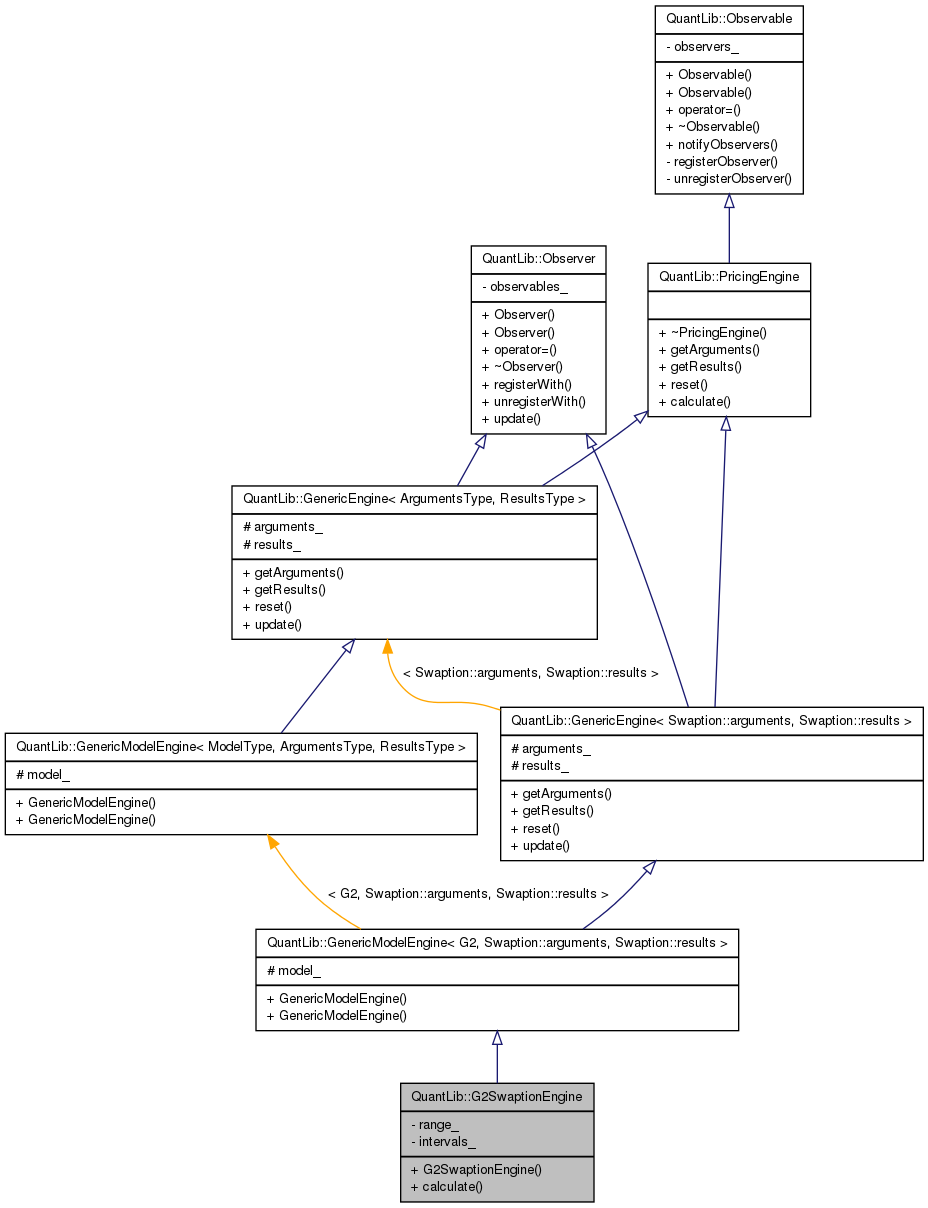 QuantLib::Observable
- observers_
+ Observable()
+ Observable()
+ operator=()
+ ~Observable()
+ notifyObservers()
- registerObserver()
- unregisterObserver()
QuantLib::Observer
- observables_
+ Observer()
+ Observer()
+ operator=()
+ ~Observer()
+ registerWith()
+ unregisterWith()
+ update()
QuantLib::PricingEngine
+ ~PricingEngine()
+ getArguments()
+ getResults()
+ reset()
+ calculate()
QuantLib::GenericEngine< ArgumentsType, ResultsType >
# arguments_
# results_
+ getArguments()
+ getResults()
+ reset()
+ update()
< Swaption::arguments, Swaption::results >
QuantLib::GenericModelEngine< ModelType, ArgumentsType, ResultsType >
# model_
+ GenericModelEngine()
+ GenericModelEngine()
QuantLib::GenericEngine< Swaption::arguments, Swaption::results >
# arguments_
# results_
+ getArguments()
+ getResults()
+ reset()
+ update()
< G2, Swaption::arguments, Swaption::results >
QuantLib::GenericModelEngine< G2, Swaption::arguments, Swaption::results >
# model_
+ GenericModelEngine()
+ GenericModelEngine()
QuantLib::G2SwaptionEngine
- range_
- intervals_
+ G2SwaptionEngine()
+ calculate()